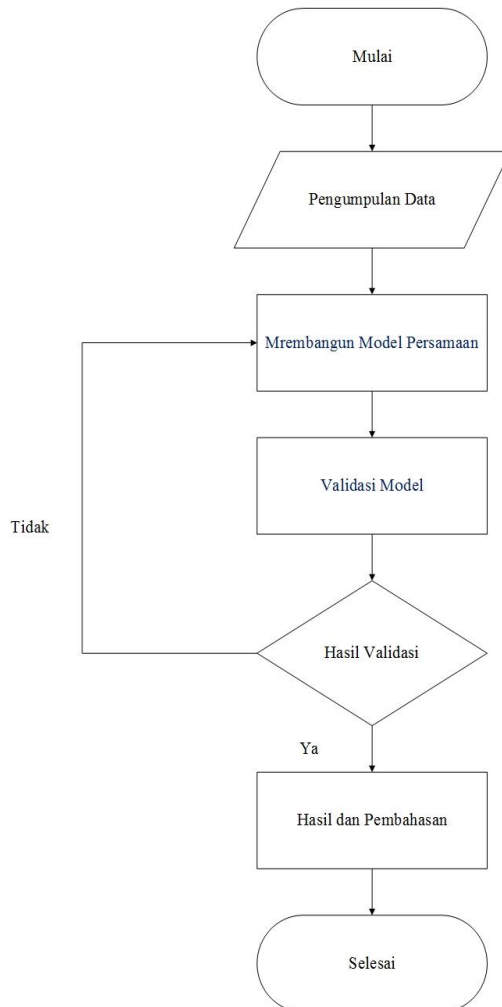 Mulai
Pengumpulan Data
Mrembangun Model Persamaan
Validasi Model
Tidak
Hasil Validasi
Ya
Hasil dan Pembahasan
Selesai